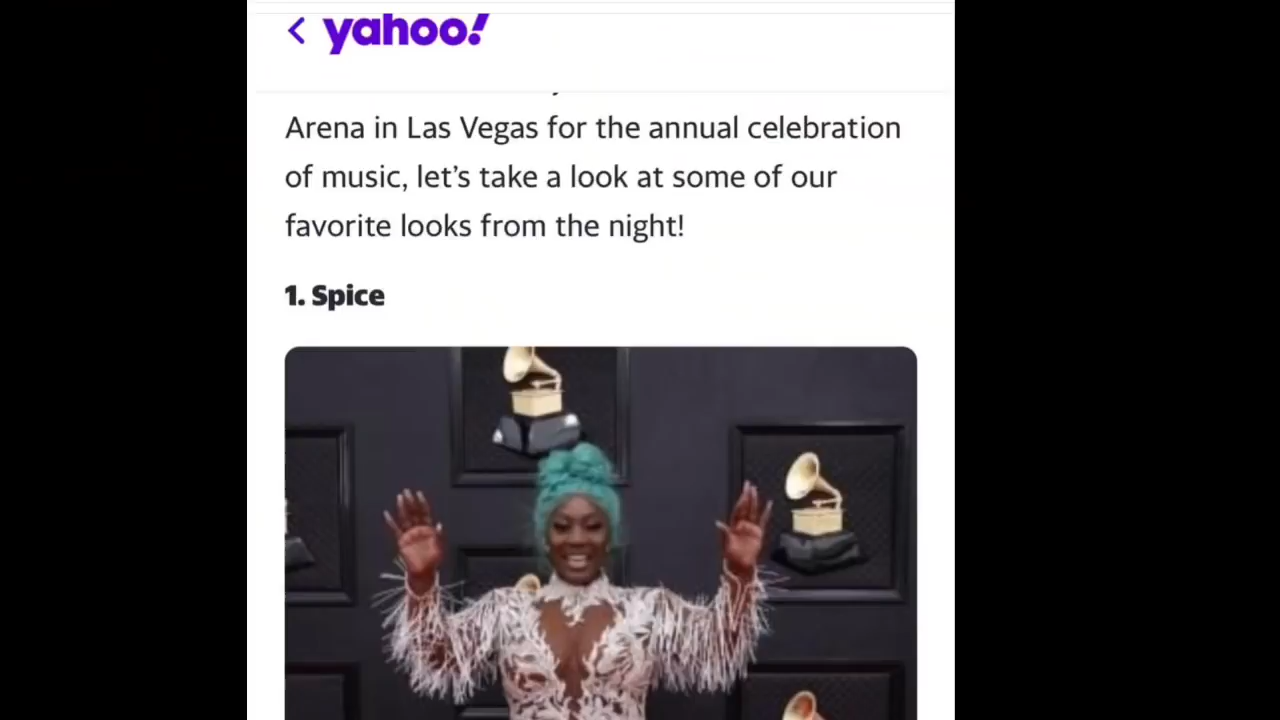 yahoo!
Arena in Las Vegas for the annual celebration
of music, let’s take a look at some of our
favorite looks from the night!
1. Spice